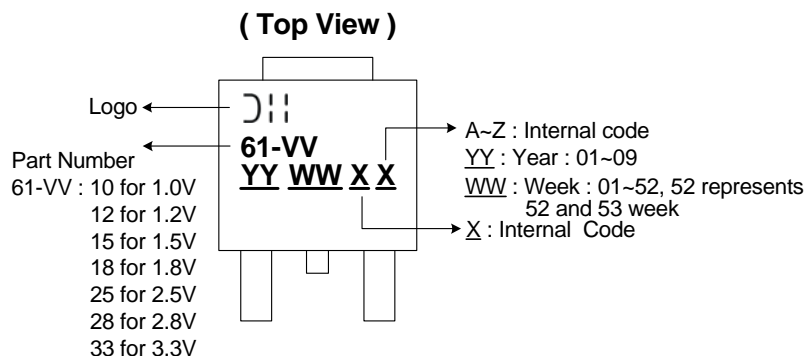 ( Top View )
Logo
61-VV
YY WW X X
Part Number
61-VV : 10 for 1.0V
12 for 1.2V
15 for 1.5V
18 for 1.8V
25 for 2.5V
28 for 2.8V
33 for 3.3V
A~Z : Internal code
YY : Year : 01~09
WW : Week : 01~52, 52 represents
52 and 53 week
X : Internal Code